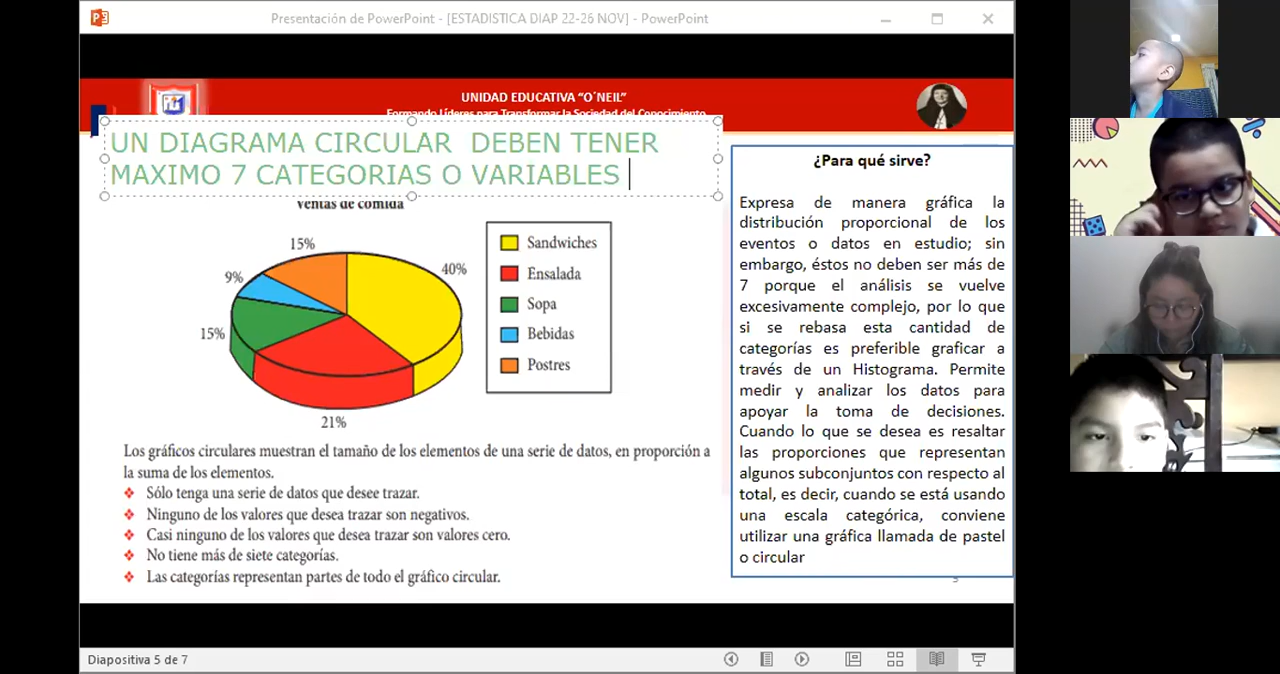 Presentación de PowerPoint - [ESTADISTICA DIAP 22-26 NOV] - PowerPoint
UNIDAD EDUCATIVA “O´NEIL”
Formando Líderes para Transformar la Sociedad del Conocimiento
UN DIAGRAMA CIRCULAR DEBEN TENER
MAXIMO 7 CATEGORIAS O VARIABLES
Ventas de comida
15%
40%
9%
15%
21%
Sandwiches
Ensalada
Sopa
Bebidas
Postres
Los gráficos circulares muestran el tamaño de los elementos de una serie de datos, en proporción a
la suma de los elementos.
❖ Sólo tenga una serie de datos que desee trazar.
❖ Ninguno de los valores que desea trazar son negativos.
❖ Casi ninguno de los valores que desea trazar son valores cero.
❖ No tiene más de siete categorías.
❖ Las categorías representan partes de todo el gráfico circular.
¿Para qué sirve?
Expresa de manera gráfica la
distribución proporcional de los
eventos o datos en estudio; sin
embargo, éstos no deben ser más de
7 porque el análisis se vuelve
excesivamente complejo, por lo que
si se rebasa esta cantidad de
categorías es preferible graficar a
través de un Histograma. Permite
medir y analizar los datos para
apoyar la toma de decisiones.
Cuando lo que se desea es resaltar
las proporciones que representan
algunos subconjuntos con respecto al
total, es decir, cuando se está usando
una escala categórica, conviene
utilizar una gráfica llamada de pastel
o circular
Diapositiva 5 de 7